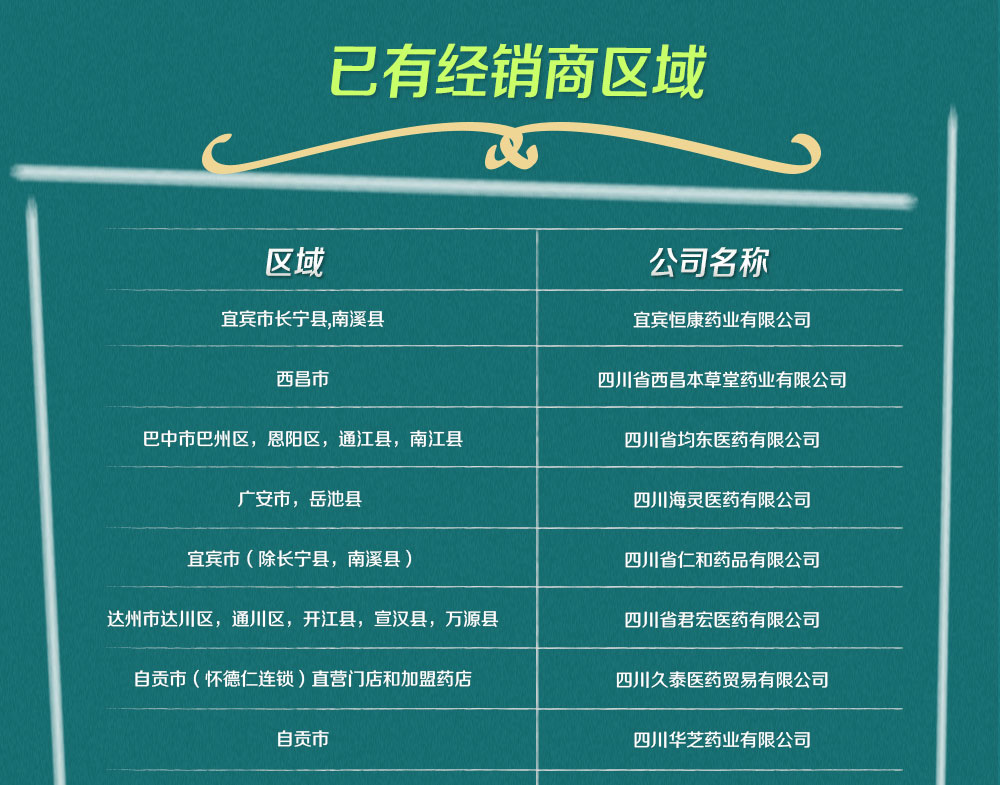 已有经销商区域
区域 公司名称
宜宾市长宁县,南溪县 宜宾恒康药业有限公司
西昌市 四川省西昌本草堂药业有限公司
巴中市巴州区，恩阳区，通江县，南江县 四川省均东医药有限公司
广安市，岳池县 四川海灵医药有限公司
宜宾市（除长宁县，南溪县） 四川省仁和药品有限公司
达州市达川区，通川区，开江县，宣汉县，万源县 四川省君宏医药有限公司
自贡市（怀德仁连锁）直营门店和加盟药店 四川久泰医药贸易有限公司
自贡市 四川华芝药业有限公司